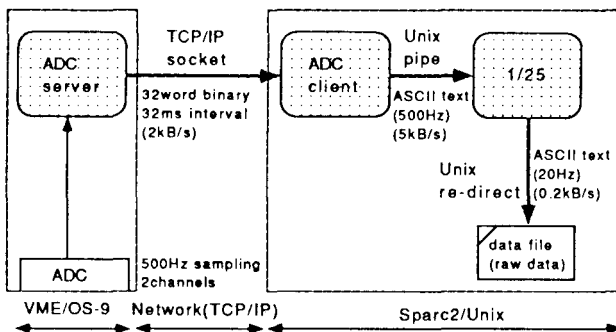 TCP/IP
socket
Unix
pipe
ADC
server
ADC
client
1/25
32word binary
32ms interval
(2kB/s)
ASCII text
(500Hz)
(5kB/s)
Unix
re-direct
ASCII text
(20Hz)
(0.2kB/s)
data file
(raw data)
ADC
500Hz sampling
2channels
VME/OS-9
Network(TCP/IP)
Sparc2/Unix